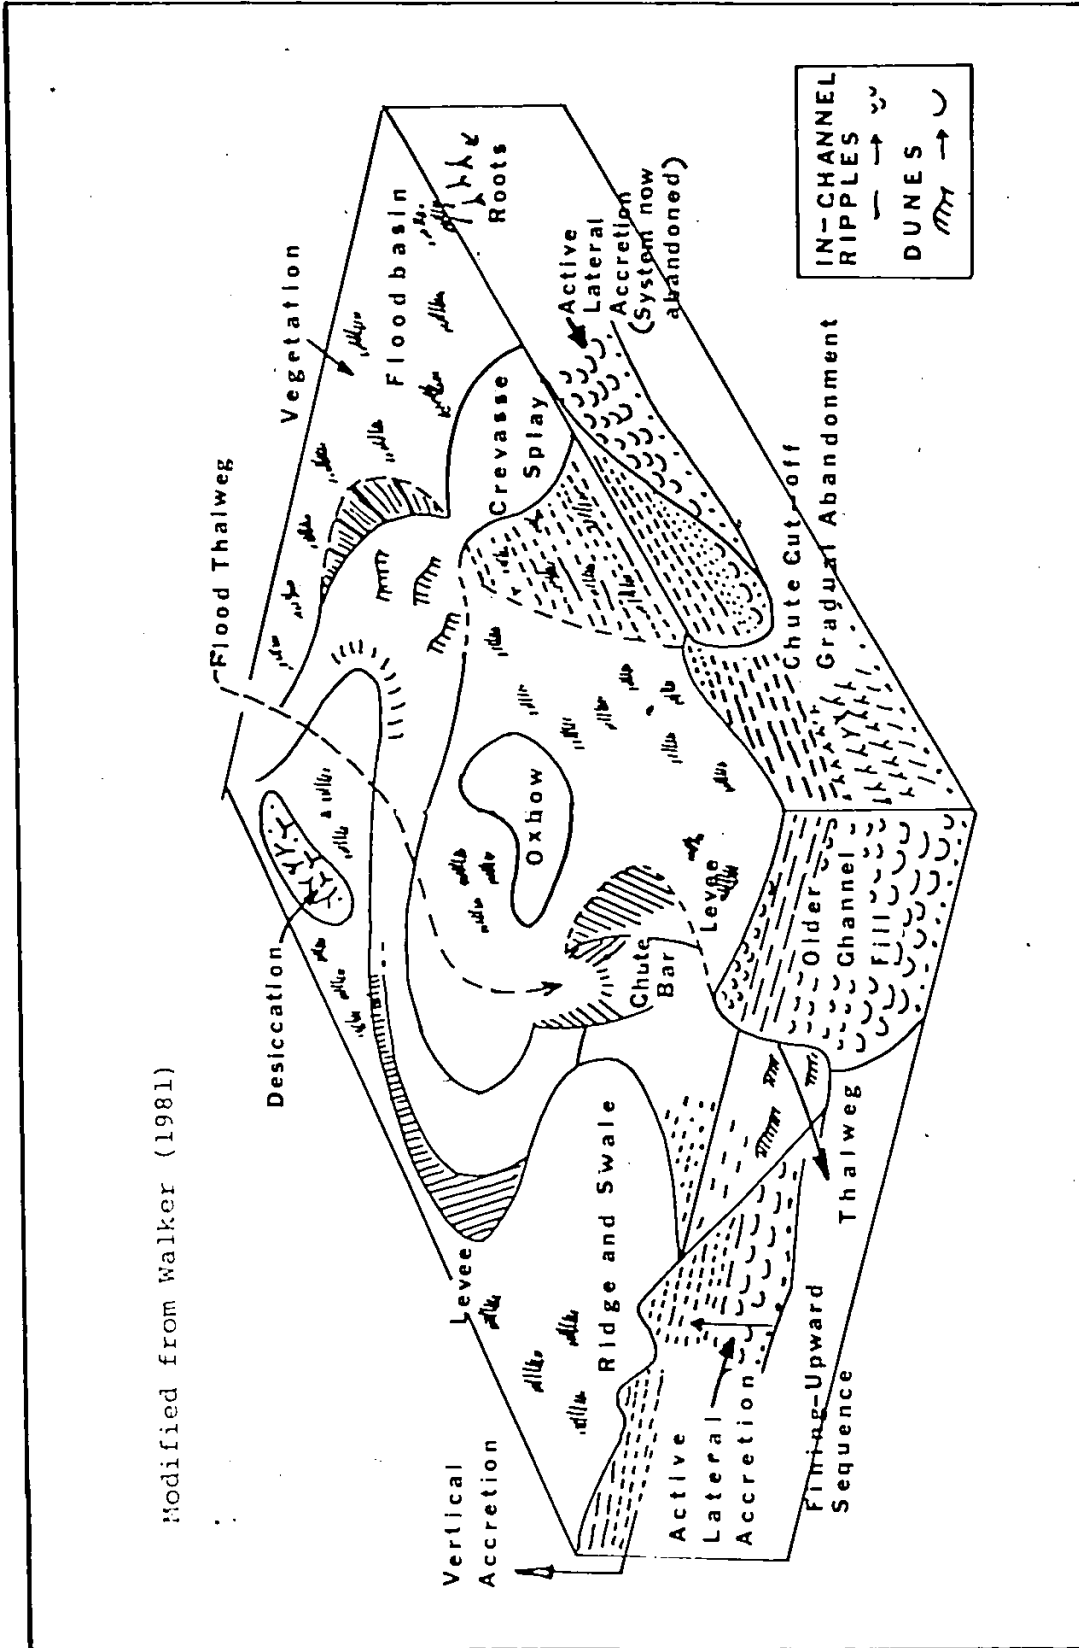 Modified from Walker (1981)
Flood Thalweg
Vegetation
Desiccation
Floodbasin
Roots
Levee
Vertical
Accretion
Oxbow
Crevasse
Splay
Active
Lateral
Accretion
(System now
abandoned)
Ridge and Swale
Chute
Bar
Levee
Active
Lateral
Accretion
Older
Channel
Fill
Chute Cut-off
Gradual Abandonment
Thalweg
Fining-Upward
Sequence
IN-CHANNEL
RIPPLES
DUNES